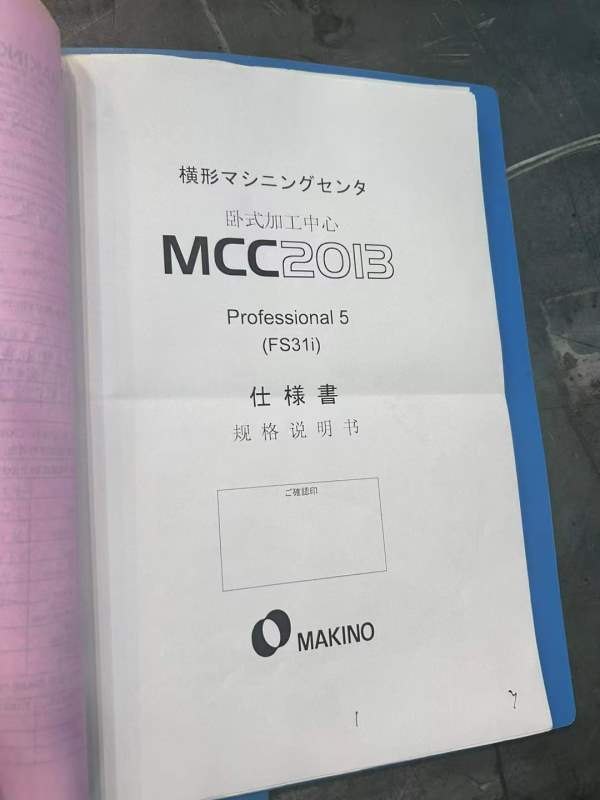 横形マシニングセンタ
卧式加工中心
MCC2013
Professional 5
(FS31i)
仕様書
规格说明书
ご確認印
MAKINO